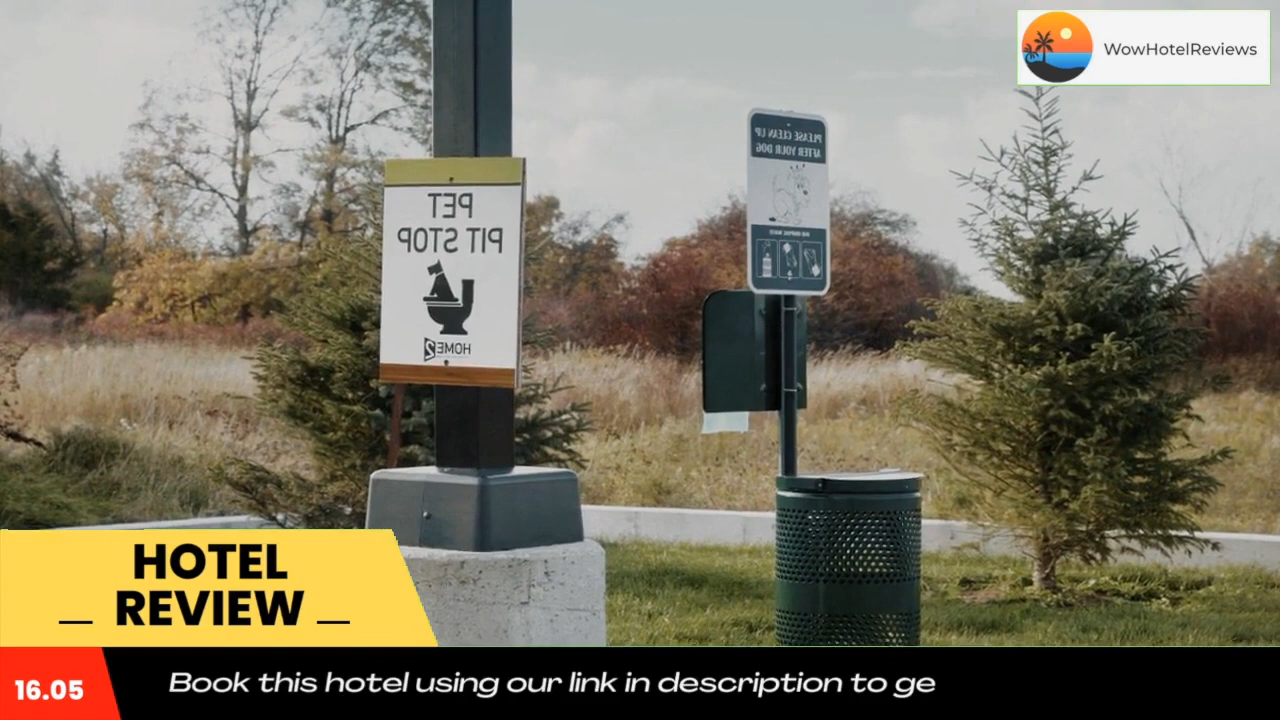 WowHotelReviews
PLEASE CLEAN UP
AFTER YOUR DOG
PET
PIT STOP
HOME2
HOTEL
REVIEW
16.05
Book this hotel using our link in description to ge